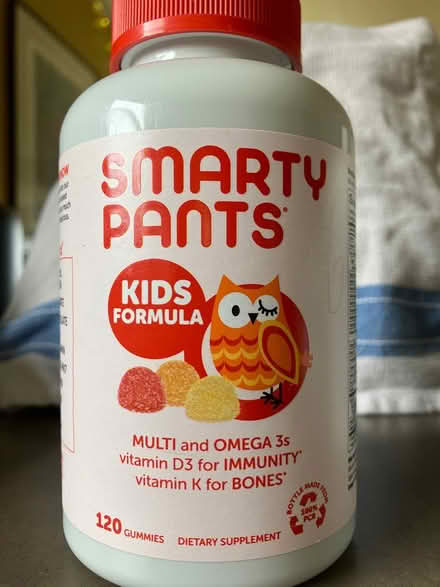 SMARTY
PANTS®
KIDS
FORMULA
MULTI and OMEGA 3s
vitamin D3 for IMMUNITY*
vitamin K for BONES*
120 GUMMIES
DIETARY SUPPLEMENT
BOTTLE MADE FROM
100%
PCR